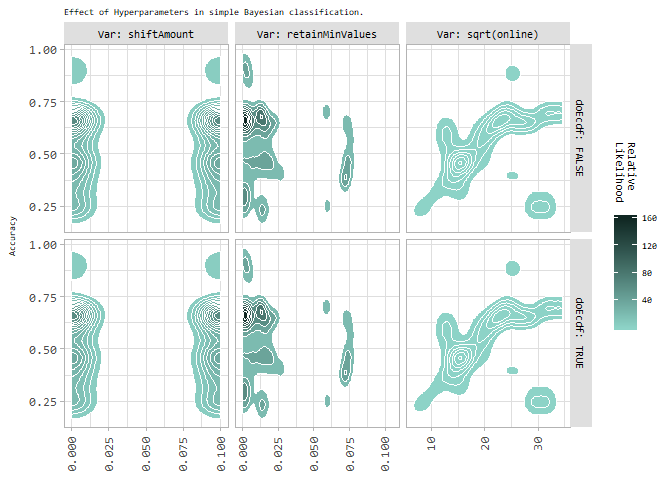 Effect of Hyperparameters in simple Bayesian classification.
Var: shiftAmount
Var: retainMinValues
Var: sqrt(online)
1.00
0.75
0.50
0.25
doEcdf: FALSE
1.00
0.75
0.50
0.25
doEcdf: TRUE
Accuracy
0.000
0.025
0.050
0.075
0.100
0.000
0.025
0.050
0.075
0.100
10
20
30
Relative
Likelihood
160
120
80
40